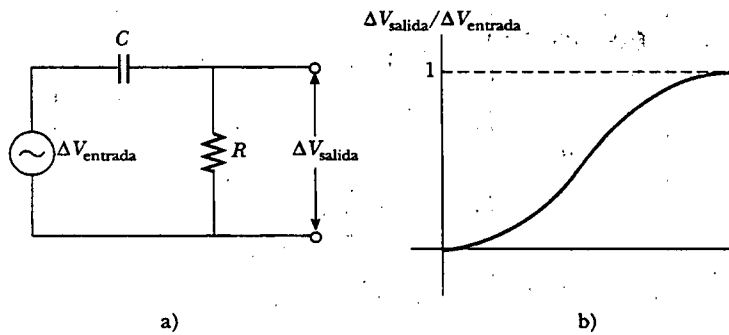 C
ΔV_entrada
R
ΔV_salida
a)
ΔV_salida/ΔV_entrada
1
b)